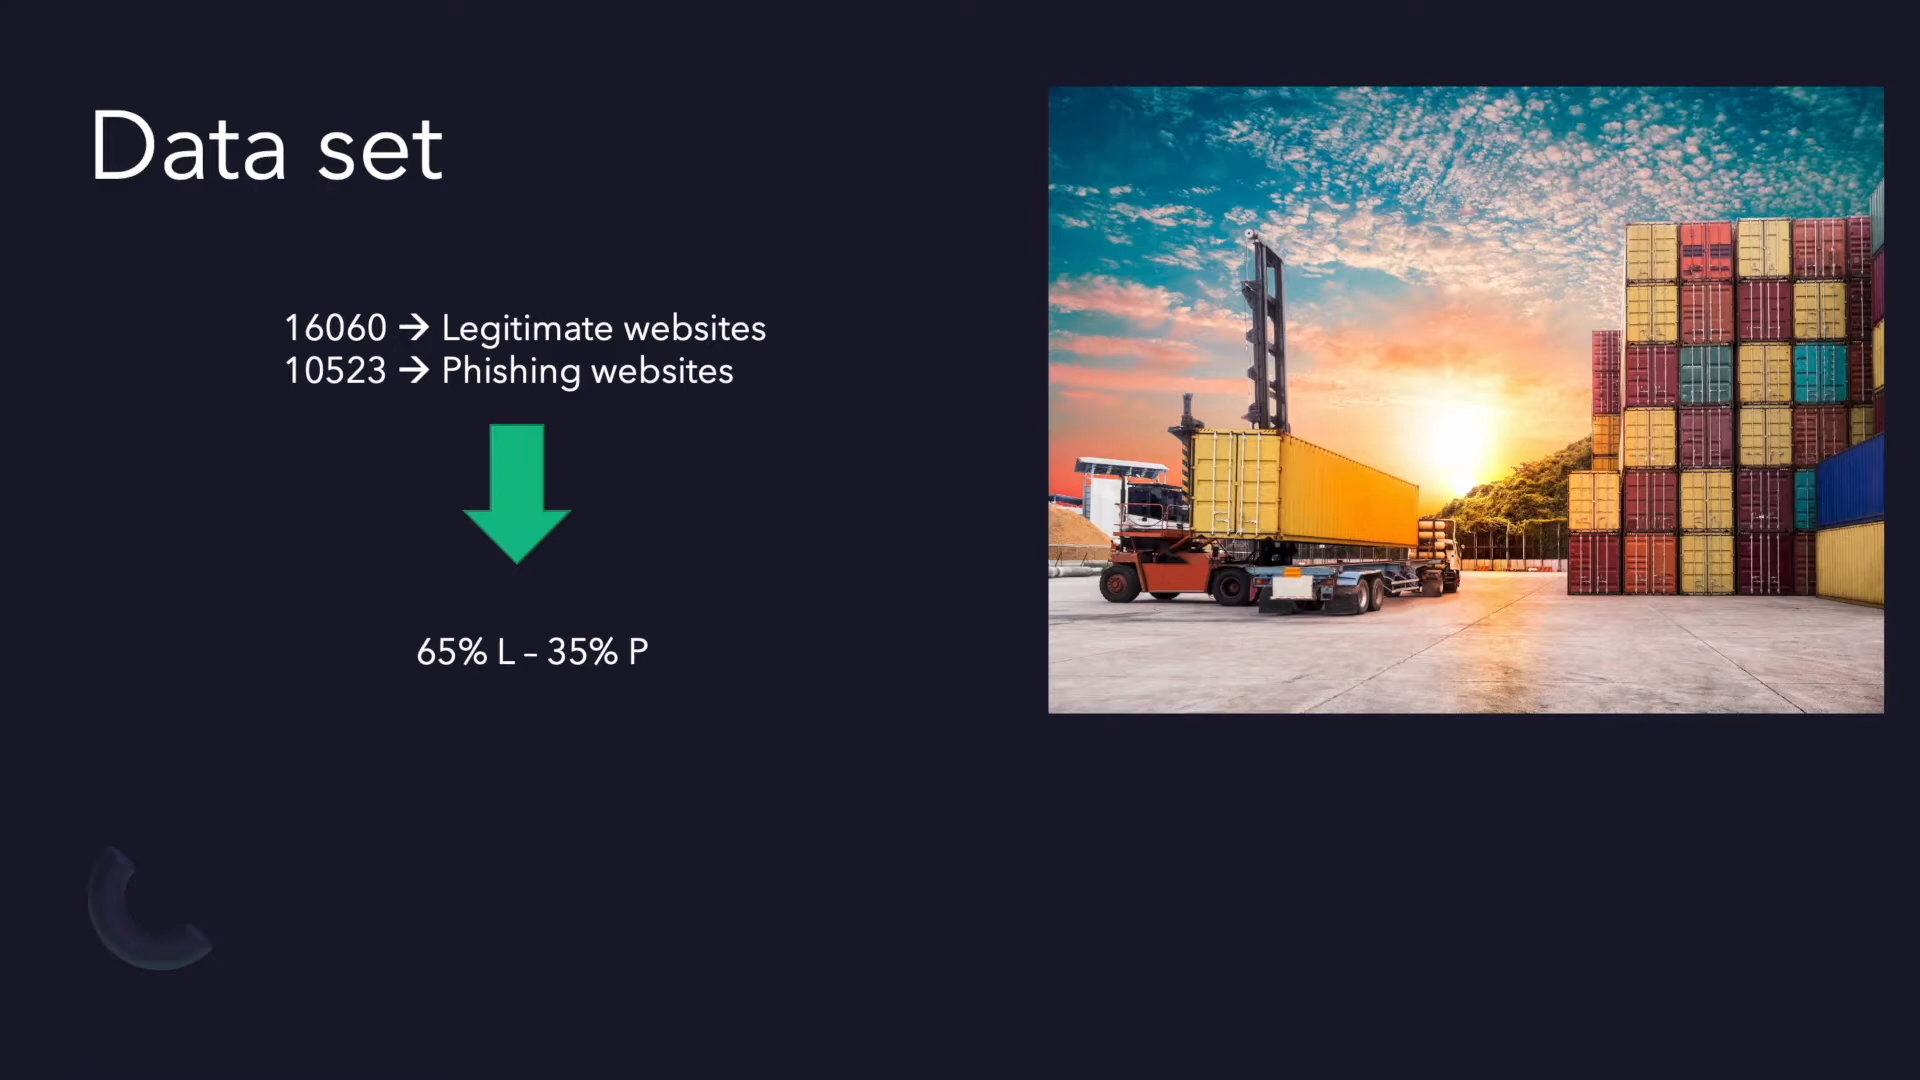 Data set
16060 → Legitimate websites
10523 → Phishing websites
65% L – 35% P